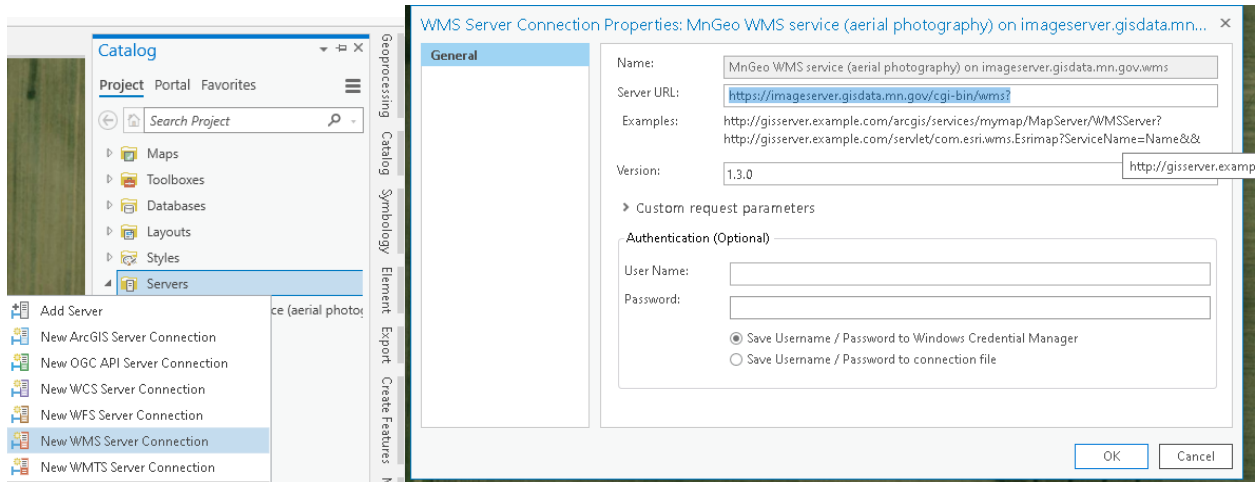 Catalog
Project Portal Favorites
Search Project
Maps
Toolboxes
Databases
Layouts
Styles
Servers
ce (aerial photo
Add Server
New ArcGIS Server Connection
New OGC API Server Connection
New WCS Server Connection
New WFS Server Connection
New WMS Server Connection
New WMTS Server Connection
Geoprocessing
Catalog
Symbology
Element
Export
Create Features
WMS Server Connection Properties: MnGeo WMS service (aerial photography) on imageserver.gisdata.mn...
General
Name: MnGeo WMS service (aerial photography) on imageserver.gisdata.mn.gov.wms
Server URL: https://imageserver.gisdata.mn.gov/cgi-bin/wms?
Examples: http://gisserver.example.com/arcgis/services/mymap/MapServer/WMSServer?
http://gisserver.example.com/servlet/com.esri.wms.Esrimap?ServiceName=Name&&
http://gisserver.examp
Version: 1.3.0
Custom request parameters
Authentication (Optional)
User Name:
Password:
Save Username / Password to Windows Credential Manager
Save Username / Password to connection file
OK Cancel